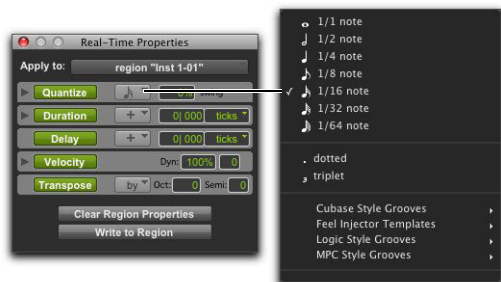 Real-Time Properties
Apply to: region "Inst 1-01"
Quantize 0% swing
Duration + 0| 000 ticks
Delay + 0| 000 ticks
Velocity Dyn: 100% 0
Transpose by Oct: 0 Semi: 0
Clear Region Properties
Write to Region
1/1 note
1/2 note
1/4 note
1/8 note
✓ 1/16 note
1/32 note
1/64 note
. dotted
3 triplet
Cubase Style Grooves
Feel Injector Templates
Logic Style Grooves
MPC Style Grooves